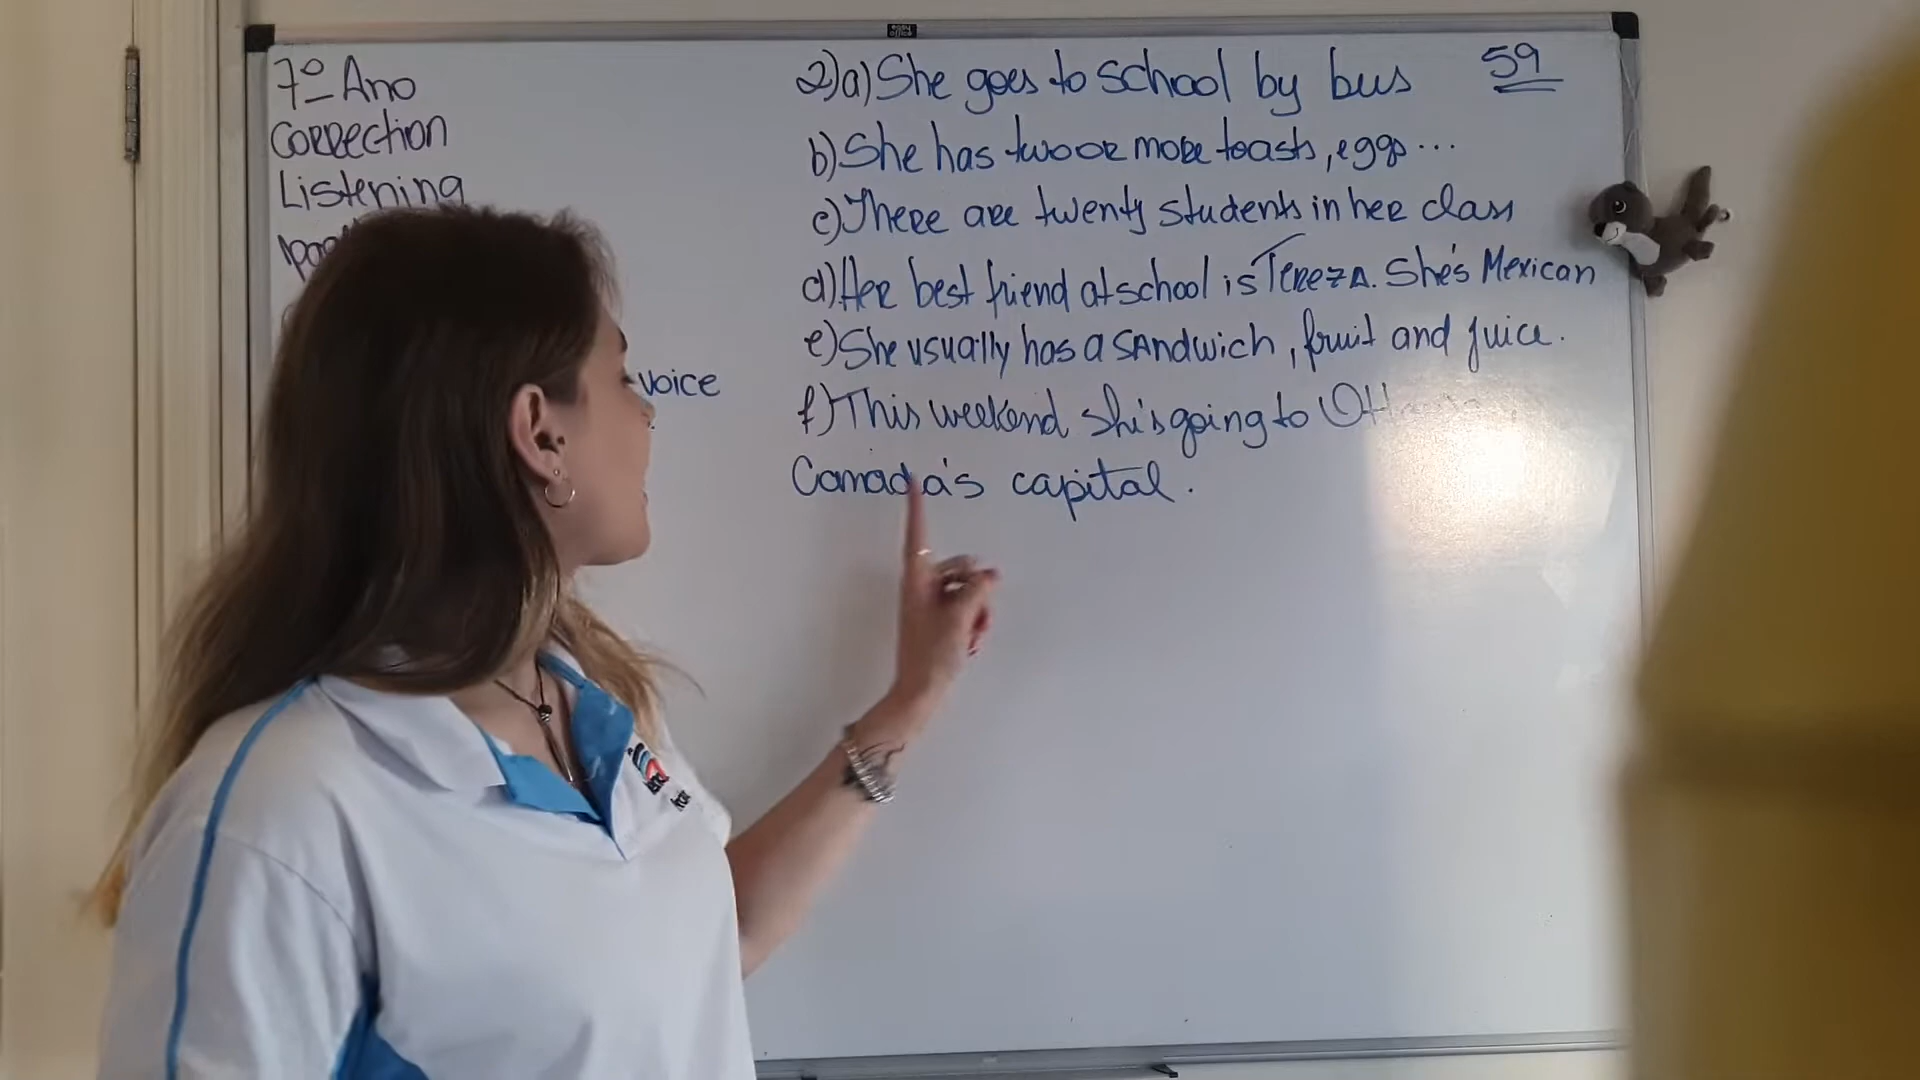 easy office
7º Ano
Correction
Listening
voice
2)a) She goes to school by bus 59
b) She has two or more toasts, eggs...
c) There are twenty students in her class
d) Her best friend at school is Tereza. She's Mexican
e) She usually has a sandwich, fruit and juice.
f) This weekend she's going to
Canada's capital.